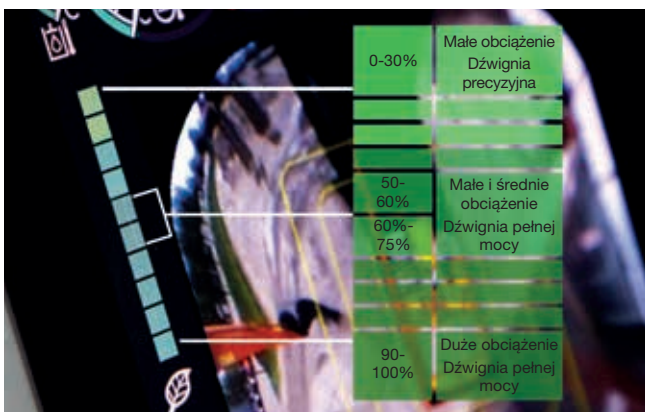 0-30%
Małe obciążenie
Dźwignia
precyzyjna
50-
60%
60%-
75%
Małe i średnie
obciążenie
Dźwignia pełnej
mocy
90-
100%
Duże obciążenie
Dźwignia pełnej
mocy